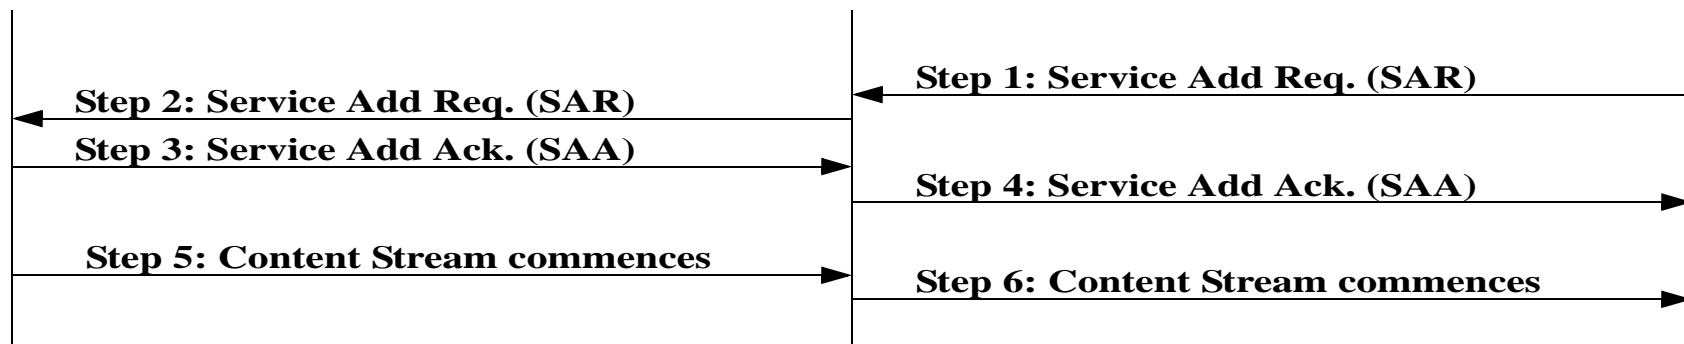 Step 1: Service Add Req. (SAR)
Step 2: Service Add Req. (SAR)
Step 3: Service Add Ack. (SAA)
Step 4: Service Add Ack. (SAA)
Step 5: Content Stream commences
Step 6: Content Stream commences